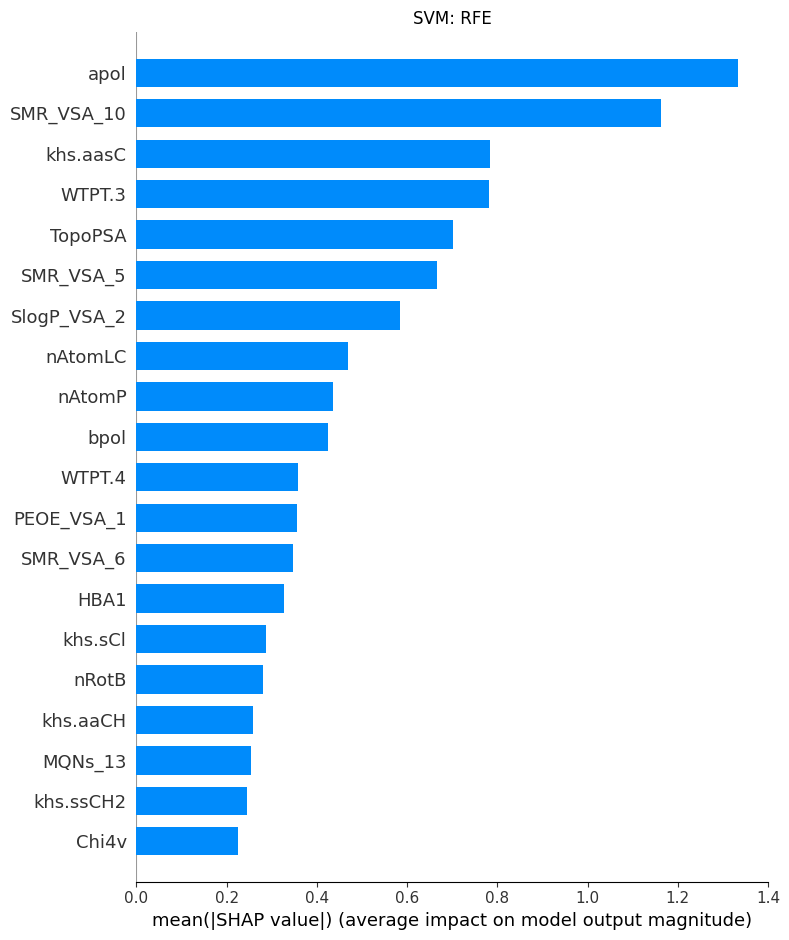 SVM: RFE
apol
SMR_VSA_10
khs.aasC
WTPT.3
TopoPSA
SMR_VSA_5
SlogP_VSA_2
nAtomLC
nAtomP
bpol
WTPT.4
PEOE_VSA_1
SMR_VSA_6
HBA1
khs.sCl
nRotB
khs.aaCH
MQNs_13
khs.ssCH2
Chi4v
0.0 0.2 0.4 0.6 0.8 1.0 1.2 1.4
mean(|SHAP value|) (average impact on model output magnitude)